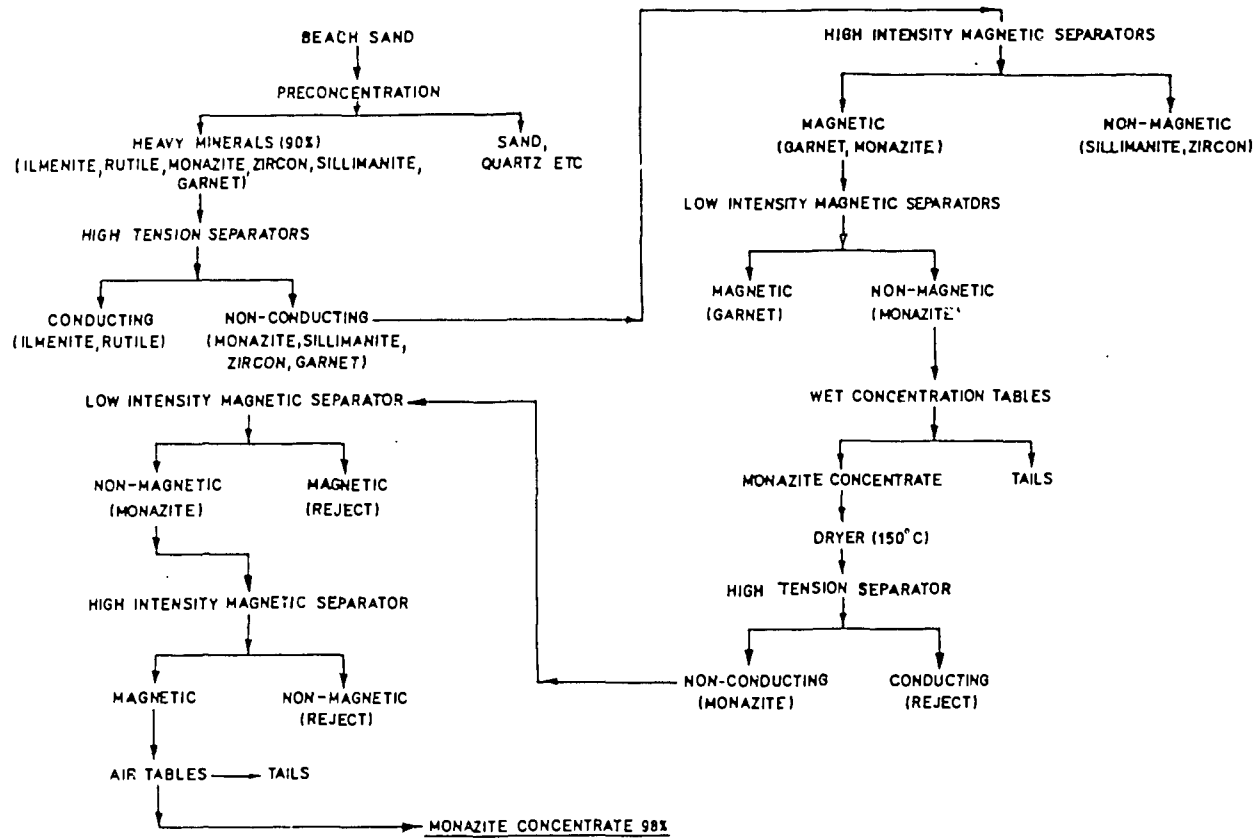 BEACH SAND
PRECONCENTRATION
HEAVY MINERALS (90%)
(ILMENITE, RUTILE, MONAZITE, ZIRCON, SILLIMANITE,
GARNET)
SAND,
QUARTZ ETC
HIGH TENSION SEPARATORS
CONDUCTING
(ILMENITE, RUTILE)
NON-CONDUCTING
(MONAZITE, SILLIMANITE,
ZIRCON, GARNET)
HIGH INTENSITY MAGNETIC SEPARATORS
MAGNETIC
(GARNET, MONAZITE)
NON-MAGNETIC
(SILLIMANITE, ZIRCON)
LOW INTENSITY MAGNETIC SEPARATORS
MAGNETIC
(GARNET)
NON-MAGNETIC
(MONAZITE)
WET CONCENTRATION TABLES
MONAZITE CONCENTRATE
TAILS
DRYER (150°C)
HIGH TENSION SEPARATOR
NON-CONDUCTING
(MONAZITE)
CONDUCTING
(REJECT)
LOW INTENSITY MAGNETIC SEPARATOR
NON-MAGNETIC
(MONAZITE)
MAGNETIC
(REJECT)
HIGH INTENSITY MAGNETIC SEPARATOR
MAGNETIC
NON-MAGNETIC
(REJECT)
AIR TABLES
TAILS
MONAZITE CONCENTRATE 98%